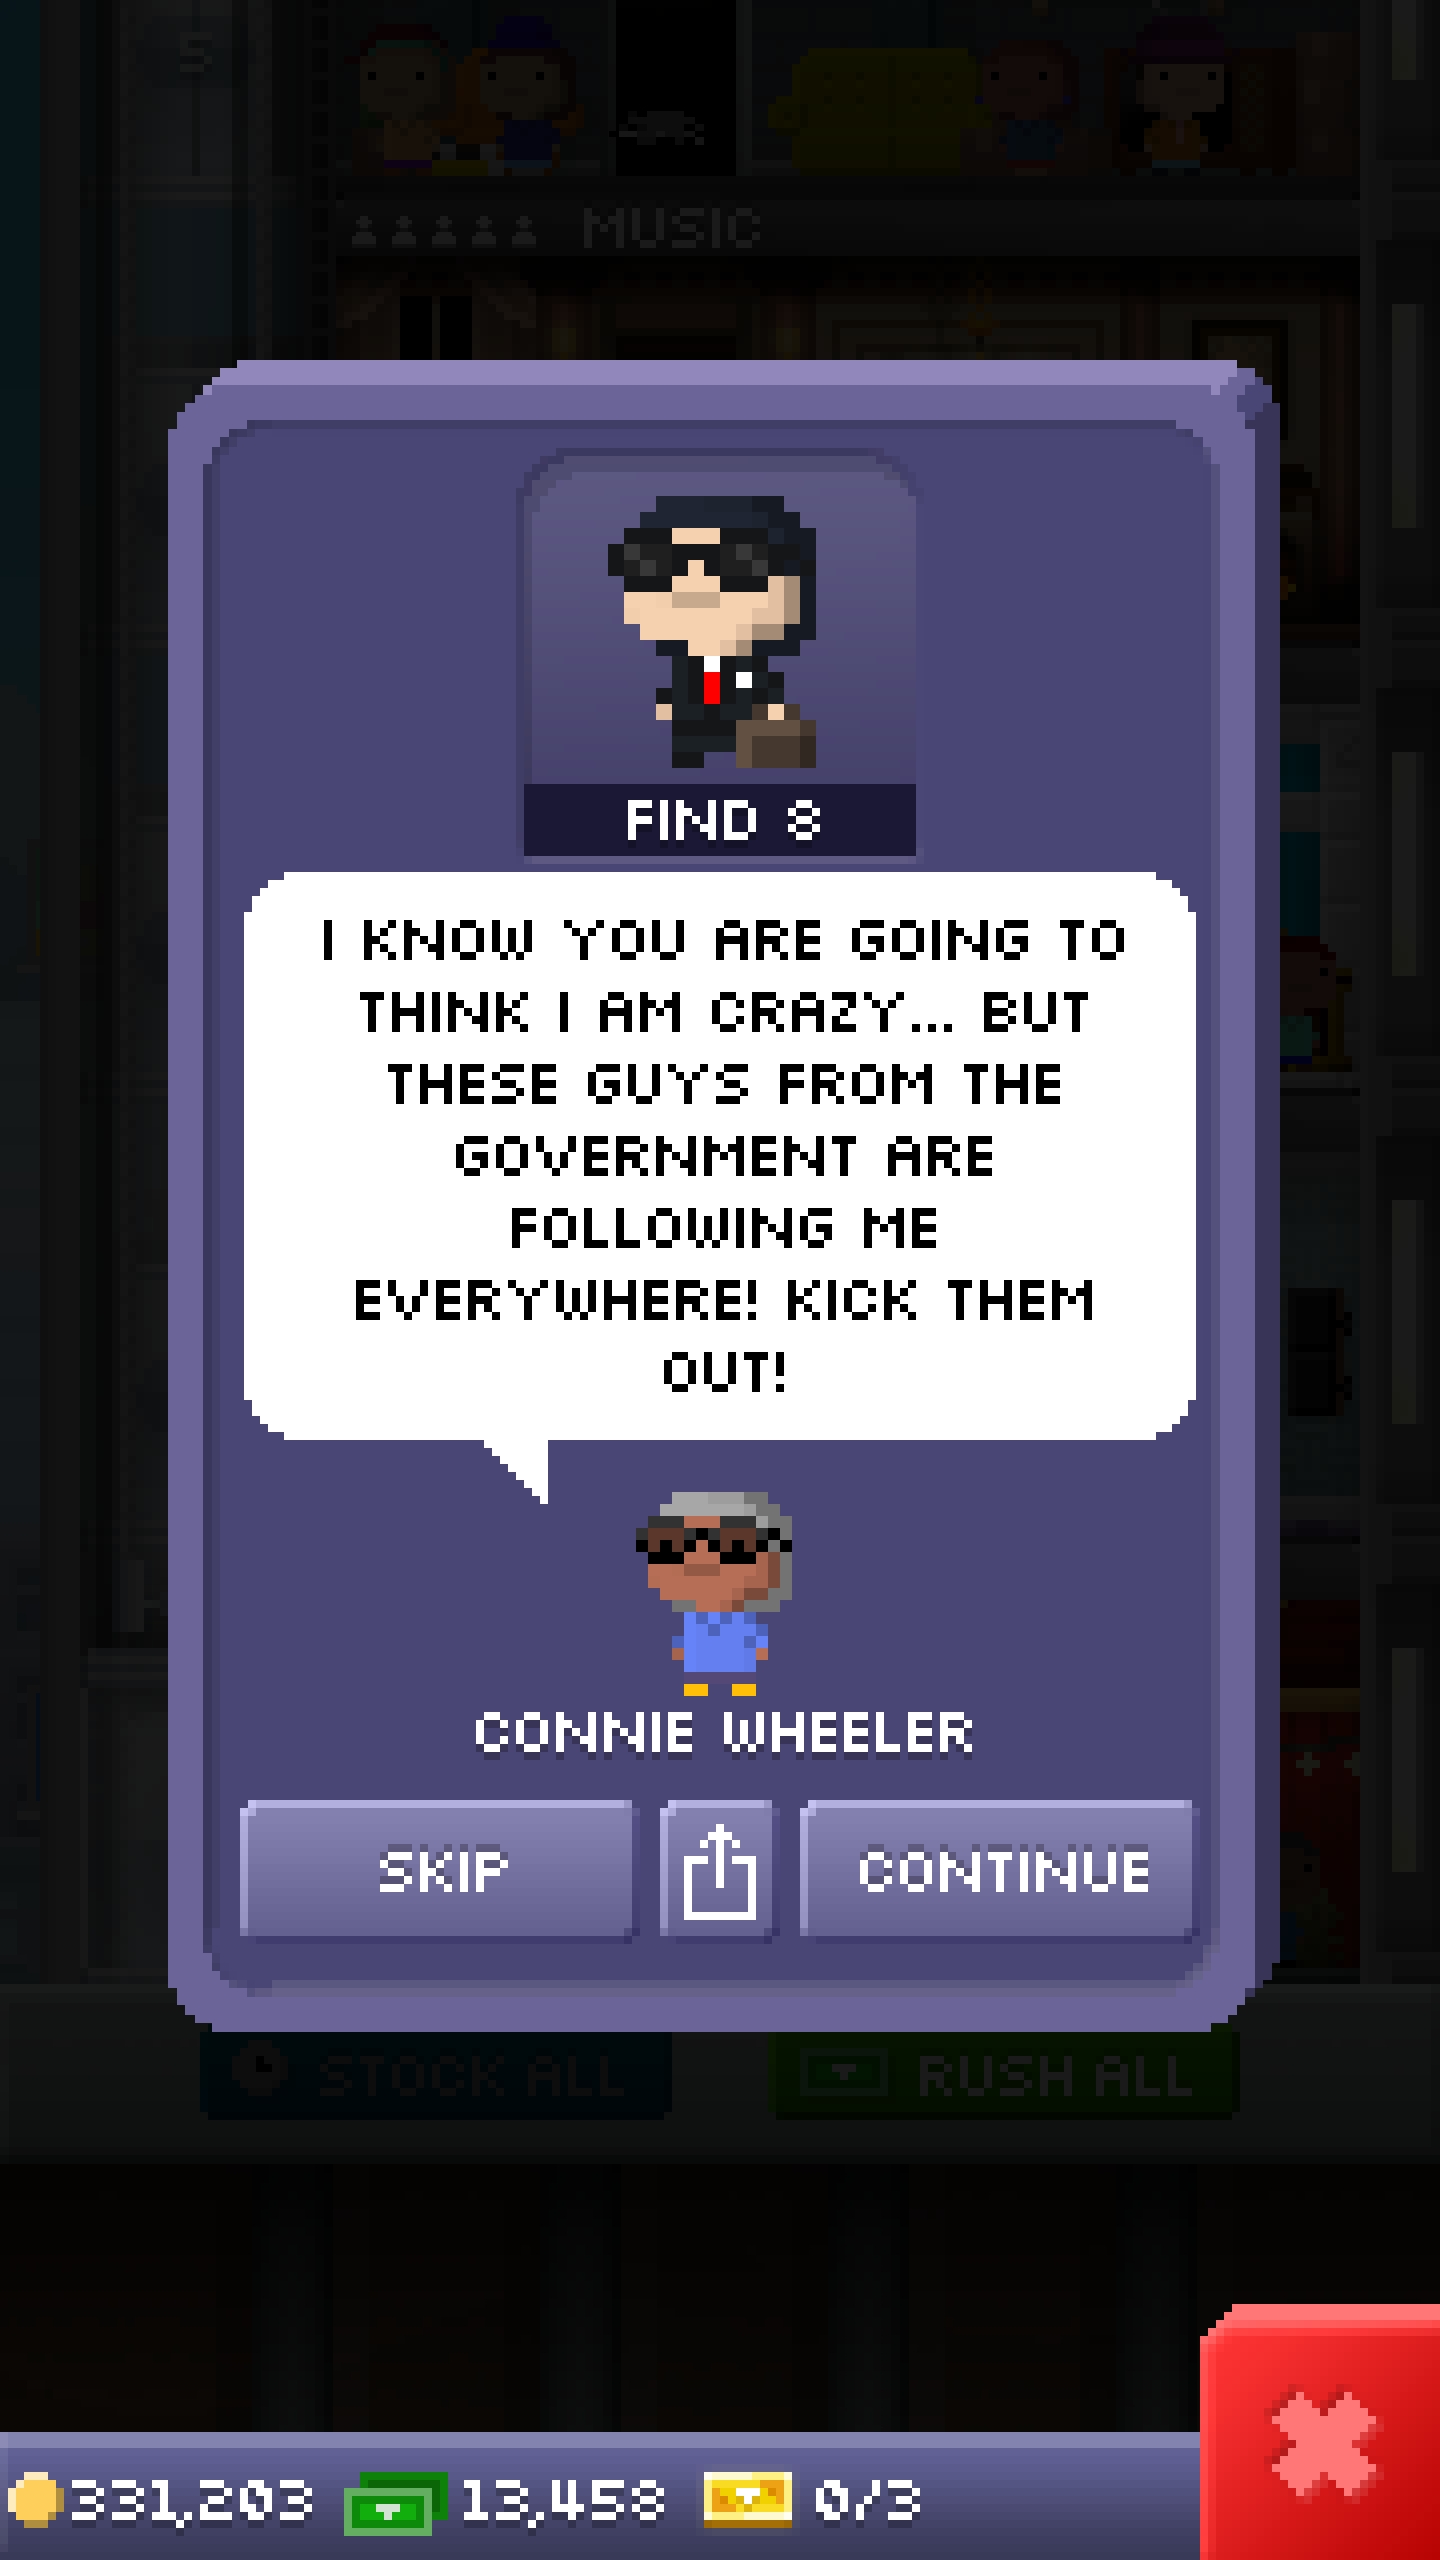 5
MUSIC
FIND 8
I KNOW YOU ARE GOING TO
THINK I AM CRAZY... BUT
THESE GUYS FROM THE
GOVERNMENT ARE
FOLLOWING ME
EVERYWHERE! KICK THEM
OUT!
CONNIE WHEELER
SKIP
CONTINUE
STOCK ALL
RUSH ALL
331,203
13,458
0/3